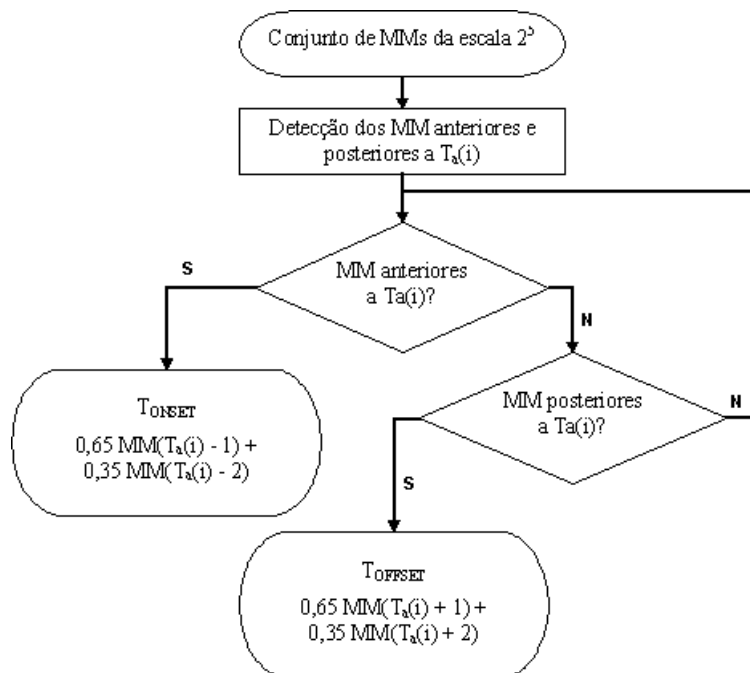 Conjunto de MMs da escala 2⁵
Detecção dos MM anteriores e
posteriores a Tₐ(i)
MM anteriores
a Ta(i)?
S
N
T_ONSET
0,65 MM(Tₐ(i) - 1) +
0,35 MM(Tₐ(i) - 2)
MM posteriores
a Ta(i)?
N
S
T_OFFSET
0,65 MM(Tₐ(i) + 1) +
0,35 MM(Tₐ(i) + 2)